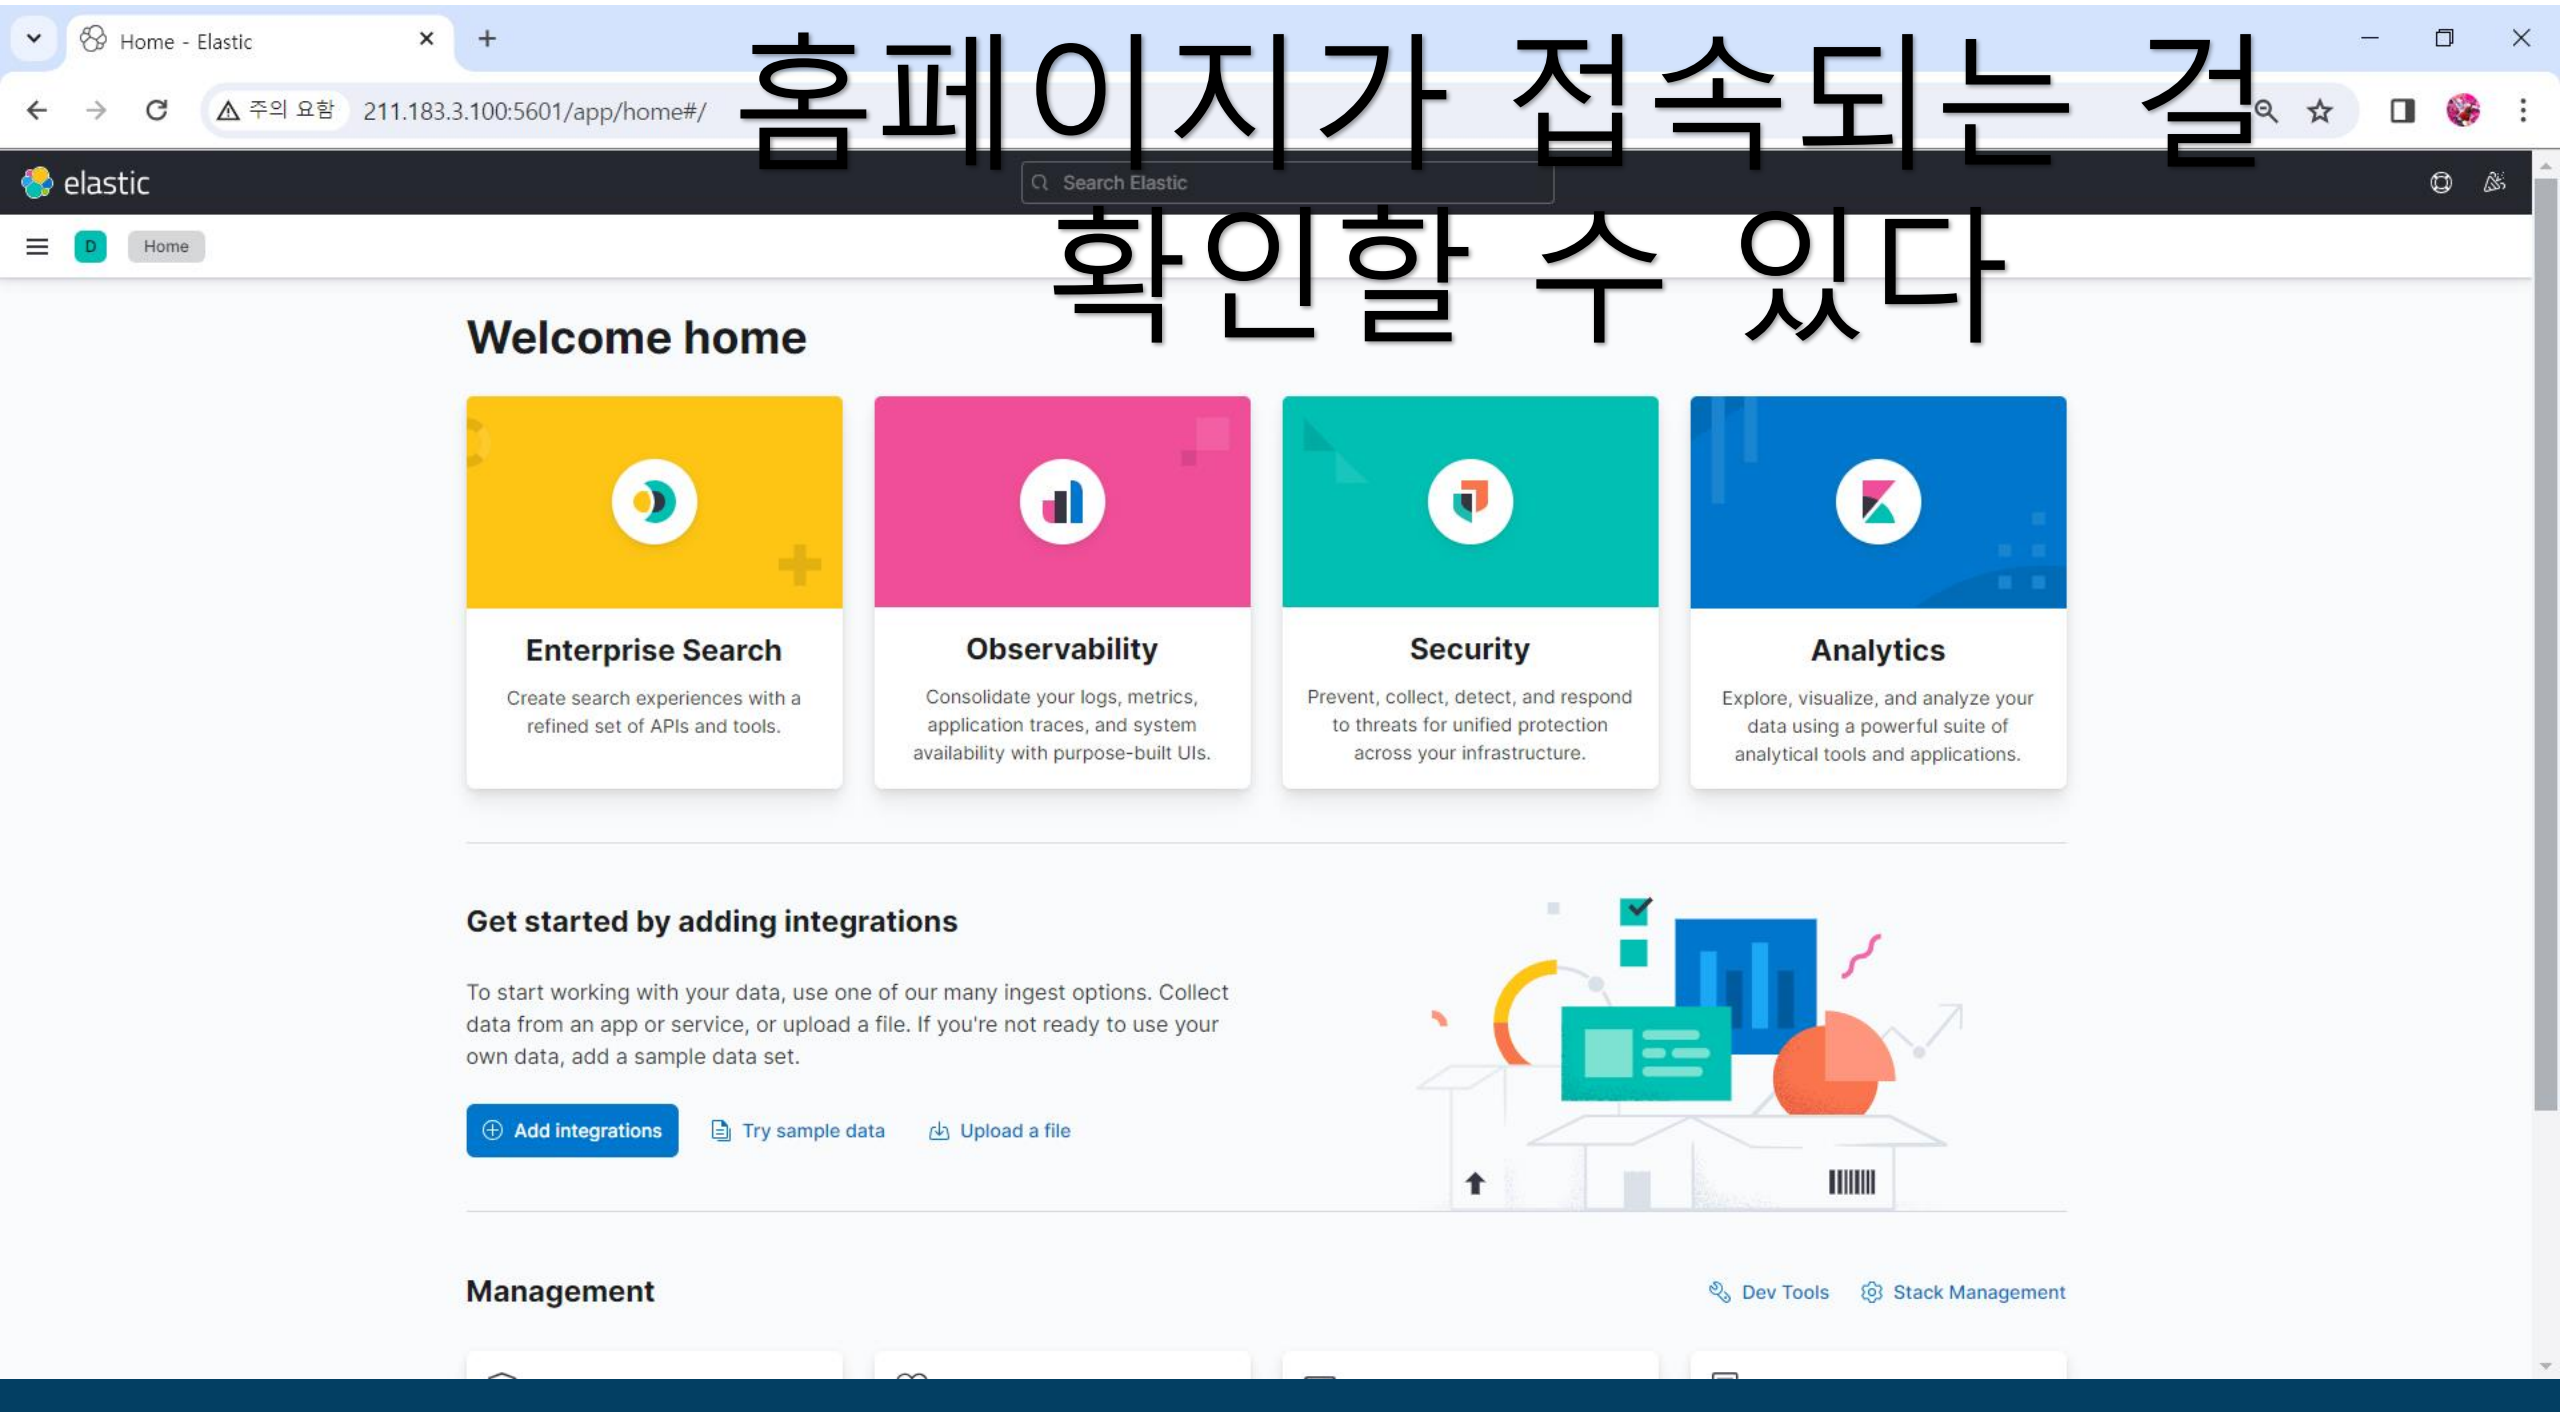 Home - Elastic
주의 요함 211.183.3.100:5601/app/home#/
홈페이지가 접속되는 걸
확인할 수 있다
elastic
Search Elastic
D Home
Welcome home
Enterprise Search
Create search experiences with a
refined set of APIs and tools.
Observability
Consolidate your logs, metrics,
application traces, and system
availability with purpose-built UIs.
Security
Prevent, collect, detect, and respond
to threats for unified protection
across your infrastructure.
Analytics
Explore, visualize, and analyze your
data using a powerful suite of
analytical tools and applications.
Get started by adding integrations
To start working with your data, use one of our many ingest options. Collect
data from an app or service, or upload a file. If you're not ready to use your
own data, add a sample data set.
Add integrations Try sample data Upload a file
Management
Dev Tools Stack Management